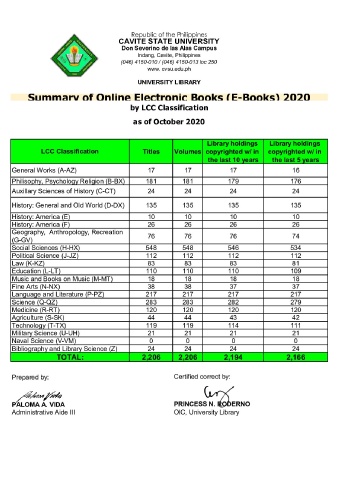 Republic of the Philippines
CAVITE STATE UNIVERSITY
Don Severino de las Alas Campus
Indang, Cavite, Philippines
(046) 4150-010 / (046) 4150-013 loc 250
www. cvsu.edu.ph
UNIVERSITY LIBRARY
Summary of Online Electronic Books (E-Books) 2020
by LCC Classification
as of October 2020
LCC Classification Titles Volumes Library holdings copyrighted w/ in the last 10 years Library holdings copyrighted w/ in the last 5 years
General Works (A-AZ) 17 17 17 16
Philosophy, Psychology Religion (B-BX) 181 181 179 176
Auxiliary Sciences of History (C-CT) 24 24 24 24
History: General and Old World (D-DX) 135 135 135 135
History: America (E) 10 10 10 10
History: America (F) 26 26 26 26
Geography, Anthropology, Recreation (G-GV) 76 76 76 74
Social Sciences (H-HX) 548 548 546 534
Political Science (J-JZ) 112 112 112 112
Law (K-KZ) 83 83 83 81
Education (L-LT) 110 110 110 109
Music and Books on Music (M-MT) 18 18 18 18
Fine Arts (N-NX) 38 38 37 37
Language and Literature (P-PZ) 217 217 217 217
Science (Q-QZ) 283 283 282 279
Medicine (R-RT) 120 120 120 120
Agriculture (S-SK) 44 44 43 42
Technology (T-TX) 119 119 114 111
Military Science (U-UH) 21 21 21 21
Naval Science (V-VM) 0 0 0 0
Bibliography and Library Science (Z) 24 24 24 24
TOTAL: 2,206 2,206 2,194 2,166
Prepared by: Certified correct by:
PALOMA A. VIDA PRINCESS N. BODERNO
Administrative Aide III OIC, University Library